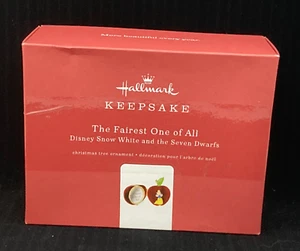 Hallmark
KEEPSAKE
The Fairest One of All
Disney Snow White and the Seven Dwarfs
christmas tree ornament • décoration pour l'arbre de noël